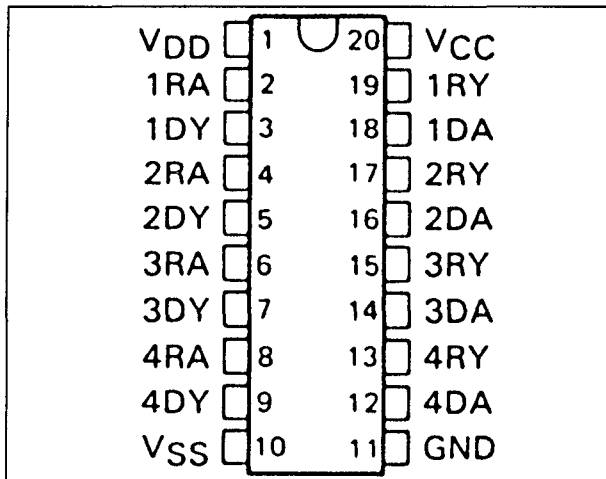 VDD 1 20 VCC
1RA 2 19 1RY
1DY 3 18 1DA
2RA 4 17 2RY
2DY 5 16 2DA
3RA 6 15 3RY
3DY 7 14 3DA
4RA 8 13 4RY
4DY 9 12 4DA
VSS 10 11 GND